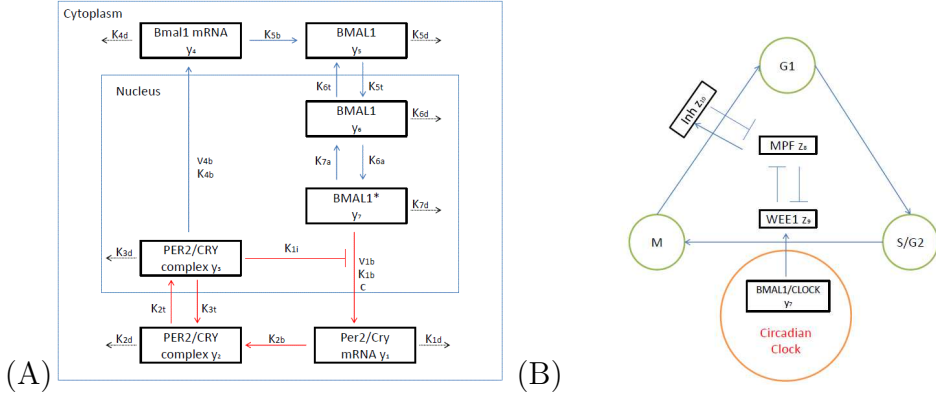 Cytoplasm
K₄d
Bmal1 mRNA
y₄
K₅b
BMAL1
y₅
K₅d
Nucleus
K₆t
K₅t
BMAL1
y₆
K₆d
K₇a
K₆a
V₄b
K₄b
BMAL1*
y₇
K₇d
K₃d
PER2/CRY
complex y₃
K₁i
V₁b
K₁b
c
K₂t
K₃t
K₂d
PER2/CRY
complex y₂
K₂b
Per2/Cry
mRNA y₁
K₁d
(A)
G1
Inh z₁₀
MPF z₈
WEE1 z₉
M
S/G2
BMAL1/CLOCK
y₇
Circadian
Clock
(B)